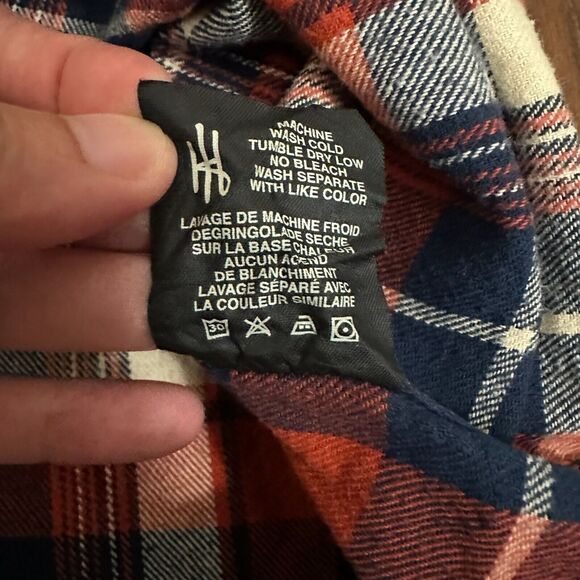 MACHINE
WASH COLD
TUMBLE DRY LOW
NO BLEACH
WASH SEPARATE
WITH LIKE COLOR
LAVAGE DE MACHINE FROID
DEGRINGOLADE SECHE
SUR LA BASE CHALEUR
AUCUN AGEND
DE BLANCHIMENT
LAVAGE SÉPARÉ AVEC
LA COULEUR SIMILAIRE
30